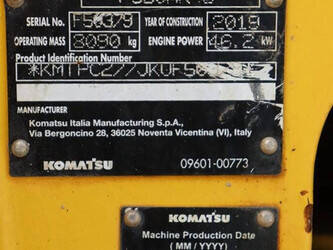 SERIAL No. F50379 YEAR OF CONSTRUCTION 2019
OPERATING MASS 8090 kg ENGINE POWER 46.2 kW
Product Identification Number
MANUFACTURER
Komatsu Italia Manufacturing S.p.A.,
Via Bergoncino 28, 36025 Noventa Vicentina (VI), Italy
KOMATSU 09601-00773
KOMATSU
Machine Production Date
( MM / YYYY )